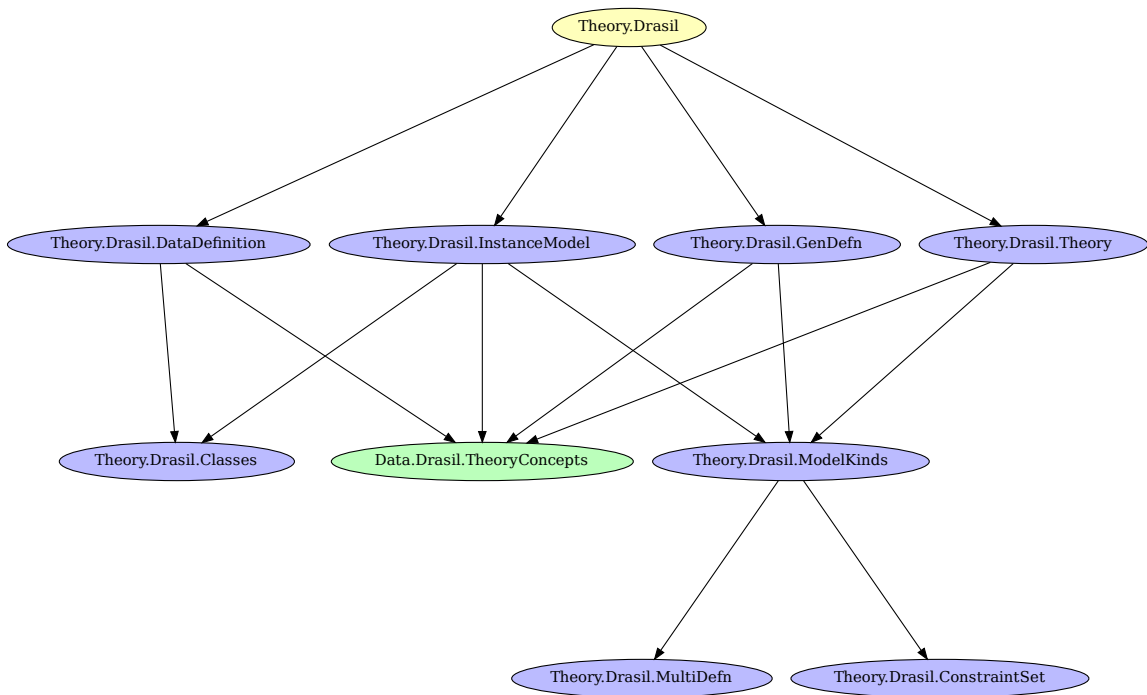 Theory.Drasil
Theory.Drasil.DataDefinition
Theory.Drasil.InstanceModel
Theory.Drasil.GenDefn
Theory.Drasil.Theory
Theory.Drasil.Classes
Data.Drasil.TheoryConcepts
Theory.Drasil.ModelKinds
Theory.Drasil.MultiDefn
Theory.Drasil.ConstraintSet